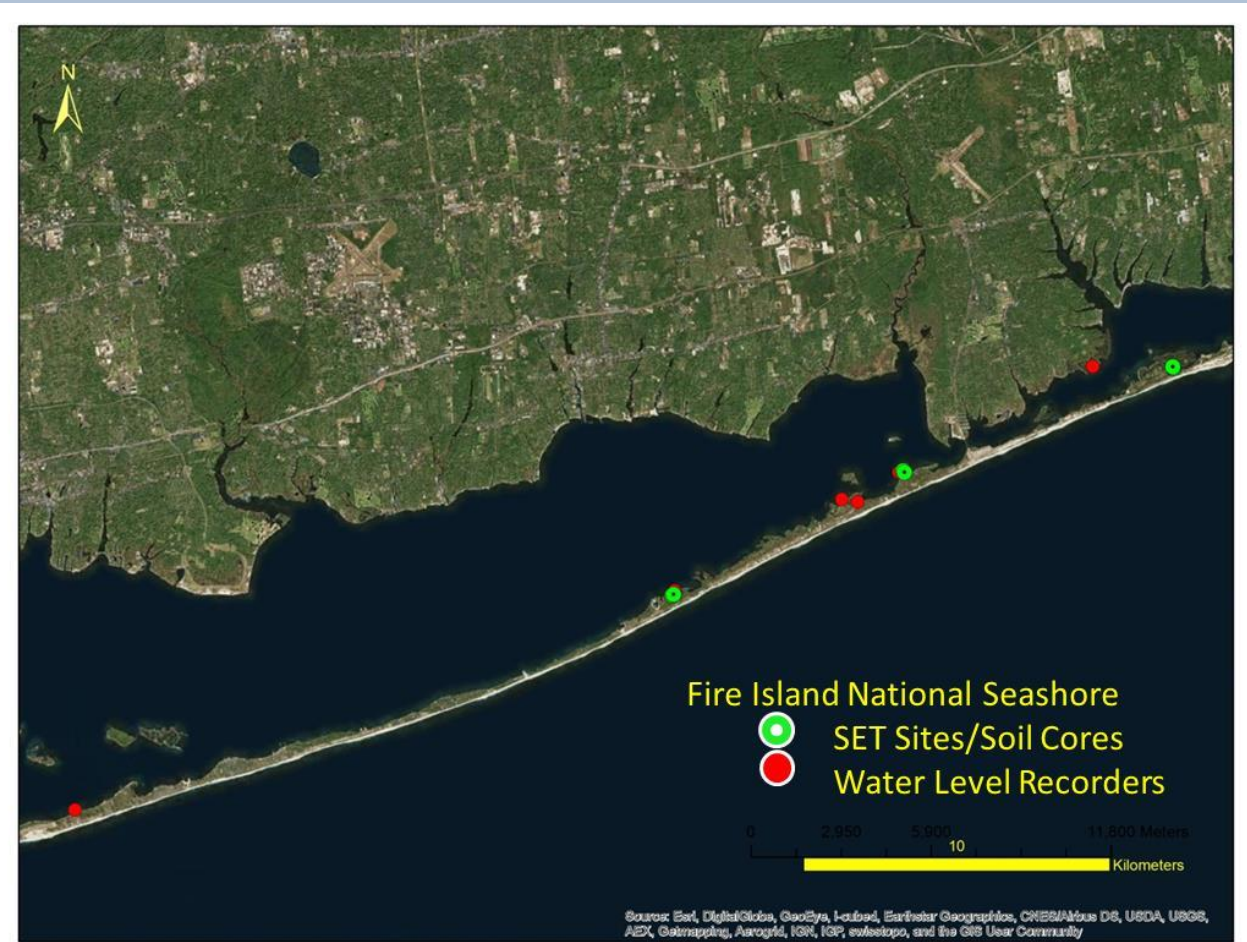 N
Fire Island National Seashore
SET Sites/Soil Cores
Water Level Recorders
0 2,950 5,900 11,800 Meters
10
Kilometers
Source: Esri, DigitalGlobe, GeoEye, i-cubed, Earthstar Geographics, CNES/Airbus DS, USDA, USGS,
AEX, Getmapping, Aerogrid, IGN, IGP, swisstopo, and the GIS User Community